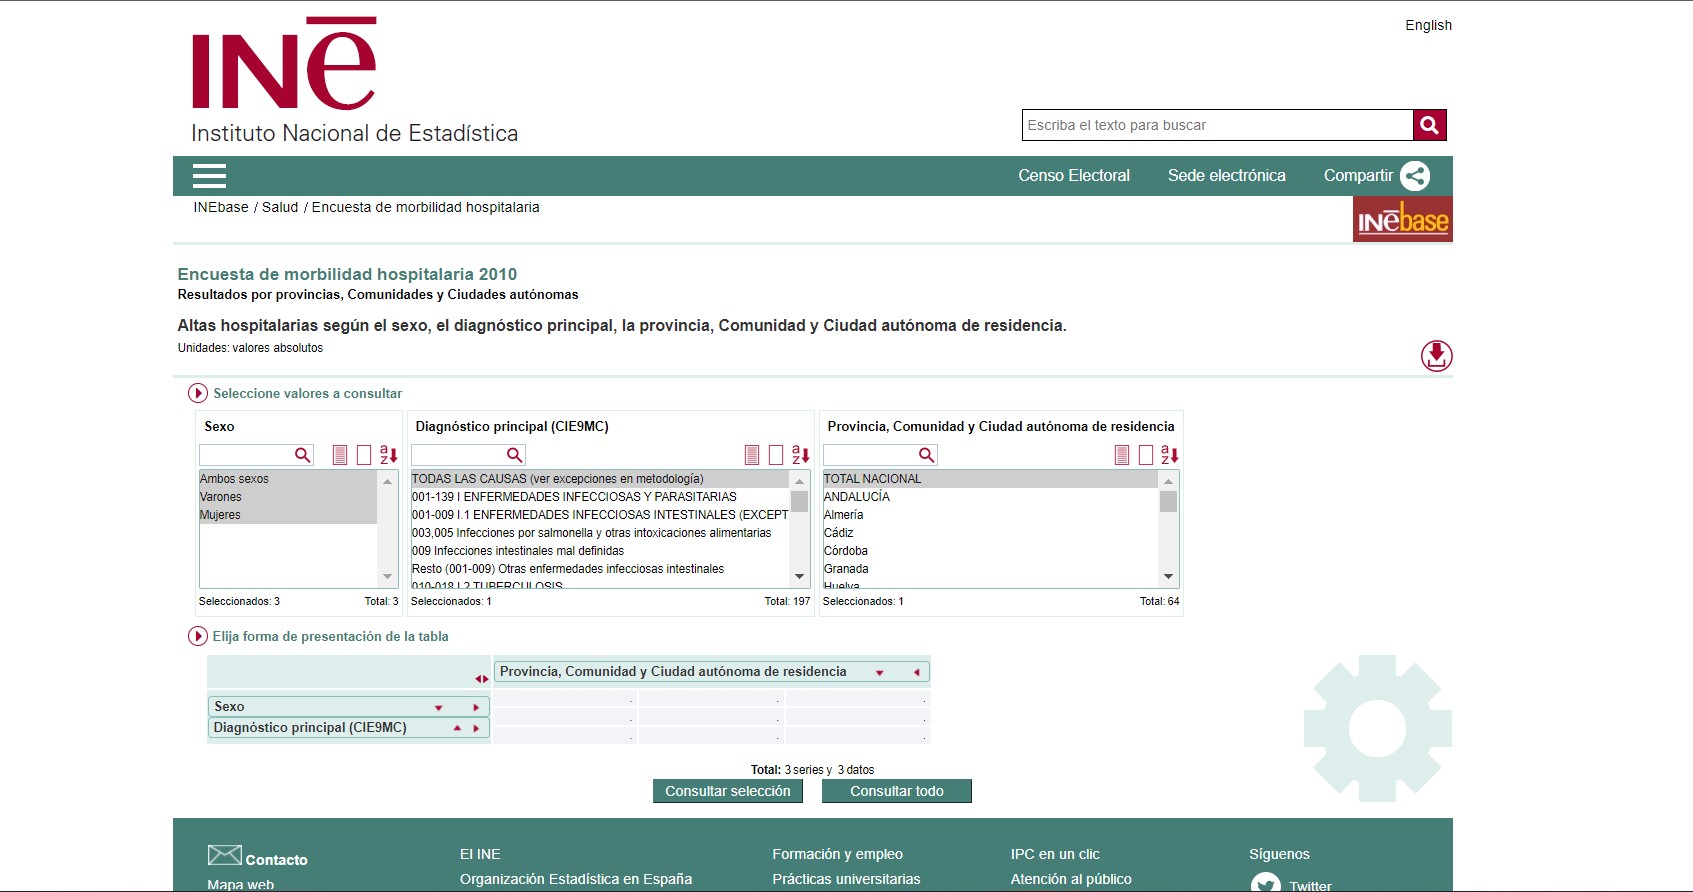 English
INe
Instituto Nacional de Estadística
Escriba el texto para buscar
Censo Electoral Sede electrónica Compartir
INEbase / Salud / Encuesta de morbilidad hospitalaria
INebase
Encuesta de morbilidad hospitalaria 2010
Resultados por provincias, Comunidades y Ciudades autónomas
Altas hospitalarias según el sexo, el diagnóstico principal, la provincia, Comunidad y Ciudad autónoma de residencia.
Unidades: valores absolutos
Seleccione valores a consultar
Sexo
Ambos sexos
Varones
Mujeres
Seleccionados: 3 Total: 3
Diagnóstico principal (CIE9MC)
TODAS LAS CAUSAS (ver excepciones en metodología)
001-139 I ENFERMEDADES INFECCIOSAS Y PARASITARIAS
001-009 I.1 ENFERMEDADES INFECCIOSAS INTESTINALES (EXCEPT
003,005 Infecciones por salmonella y otras intoxicaciones alimentarias
009 Infecciones intestinales mal definidas
Resto (001-009) Otras enfermedades infecciosas intestinales
010-018 I.2 TUBERCULOSIS
Seleccionados: 1 Total: 197
Provincia, Comunidad y Ciudad autónoma de residencia
TOTAL NACIONAL
ANDALUCÍA
Almería
Cádiz
Córdoba
Granada
Huelva
Seleccionados: 1 Total: 64
Elija forma de presentación de la tabla
Provincia, Comunidad y Ciudad autónoma de residencia
Sexo . . .
Diagnóstico principal (CIE9MC) . . .
. . .
Total: 3 series y 3 datos
Consultar selección Consultar todo
Contacto El INE Formación y empleo IPC en un clic Síguenos
Mapa web Organización Estadística en España Prácticas universitarias Atención al público Twitter